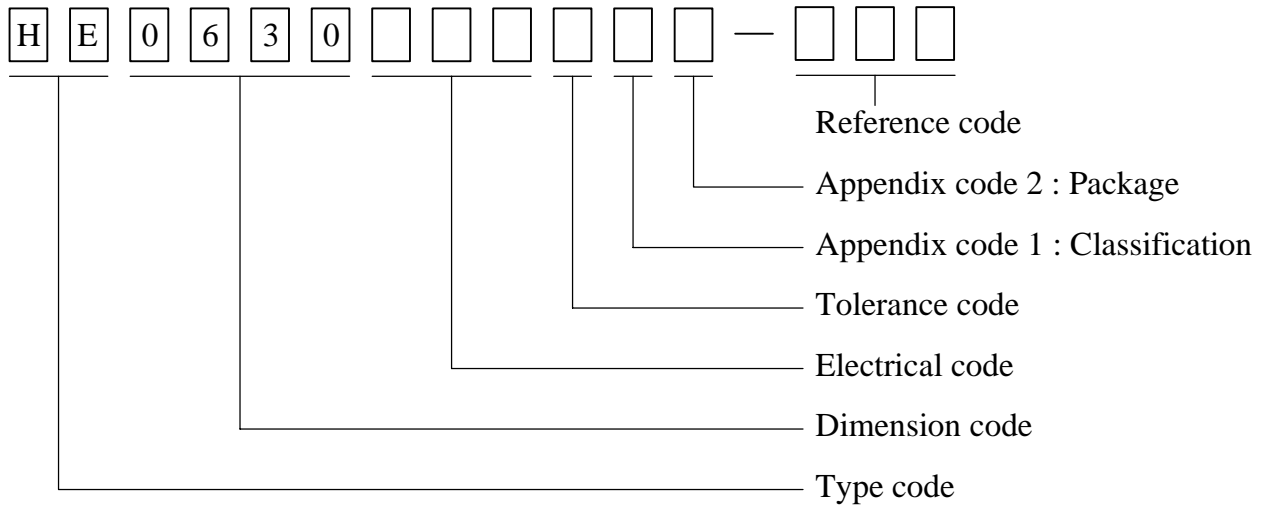 H E 0 6 3 0 —
Reference code
Appendix code 2 : Package
Appendix code 1 : Classification
Tolerance code
Electrical code
Dimension code
Type code